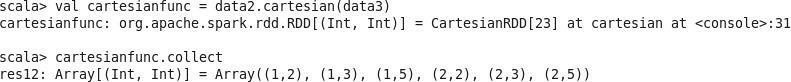 scala> val cartesianfunc = data2.cartesian(data3)
cartesianfunc: org.apache.spark.rdd.RDD[(Int, Int)] = CartesianRDD[23] at cartesian at <console>:31
scala> cartesianfunc.collect
res12: Array[(Int, Int)] = Array((1,2), (1,3), (1,5), (2,2), (2,3), (2,5))